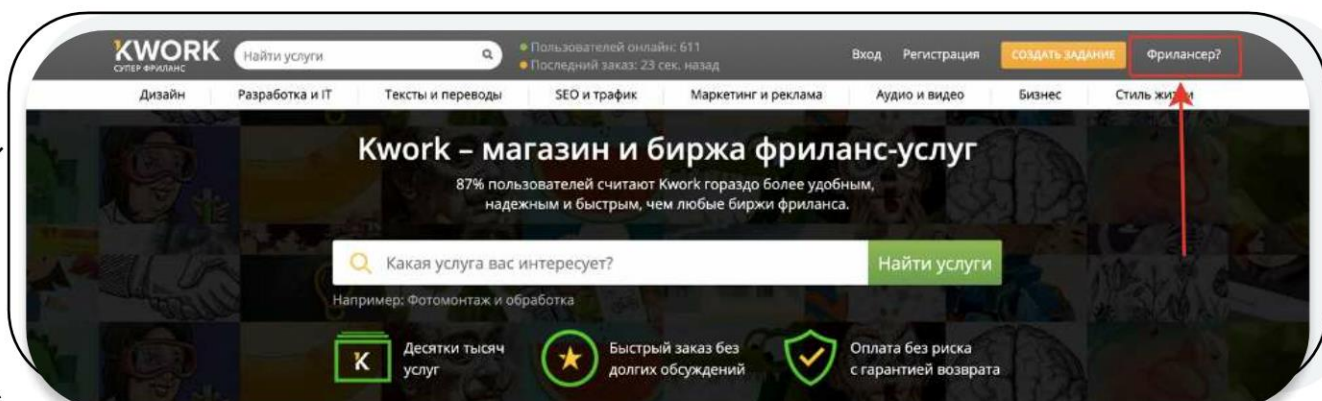 KWORK
СУПЕР ФРИЛАНС
Найти услуги
Пользователей онлайн: 611
Последний заказ: 23 сек. назад
Вход Регистрация СОЗДАТЬ ЗАДАНИЕ Фрилансер?
Дизайн Разработка и IT Тексты и переводы SEO и трафик Маркетинг и реклама Аудио и видео Бизнес Стиль жизни
Kwork – магазин и биржа фриланс-услуг
87% пользователей считают Kwork гораздо более удобным,
надежным и быстрым, чем любые биржи фриланса.
Какая услуга вас интересует? Найти услуги
Например: Фотомонтаж и обработка
K
Десятки тысяч
услуг
Быстрый заказ без
долгих обсуждений
Оплата без риска
с гарантией возврата